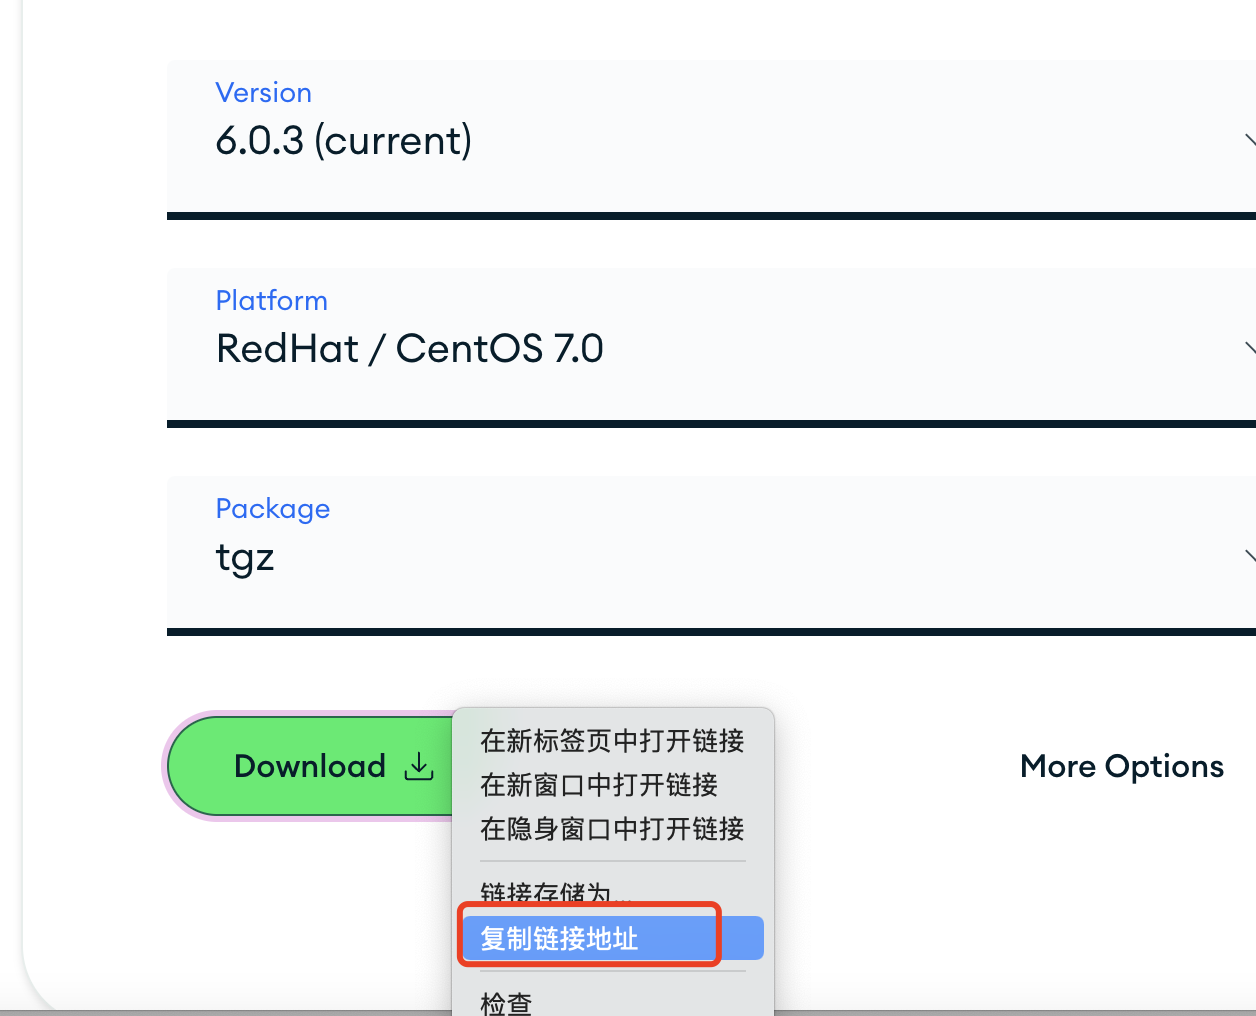 Version
6.0.3 (current)
Platform
RedHat / CentOS 7.0
Package
tgz
Download
More Options
在新标签页中打开链接
在新窗口中打开链接
在隐身窗口中打开链接
链接存储为...
复制链接地址
检查